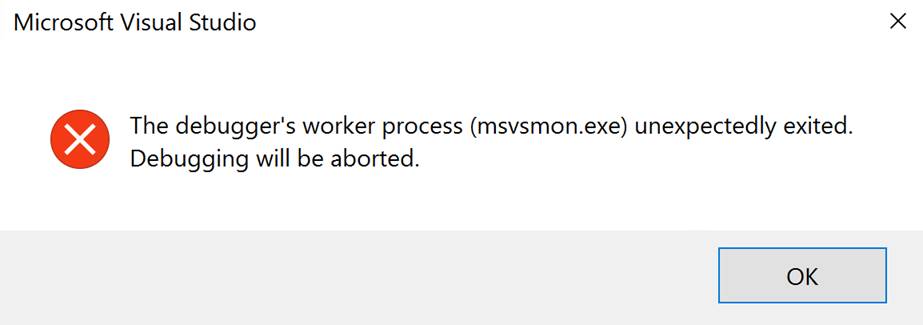 Microsoft Visual Studio
The debugger's worker process (msvsmon.exe) unexpectedly exited.
Debugging will be aborted.
OK